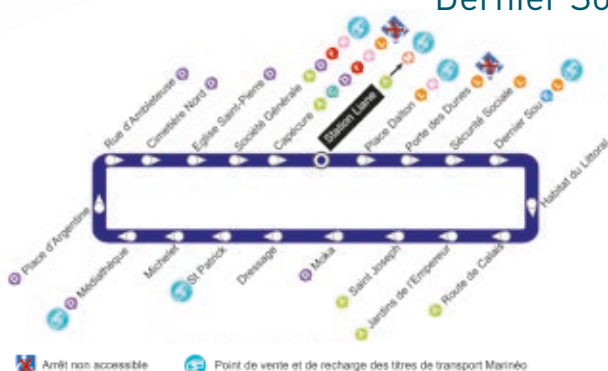 Dernier So
Rue d'Ambleteuse
Cimetière Nord
Eglise Saint-Pierre
Société Générale
Capécure
Station Liane
Place Dalton
Porte des Dunes
Sécurité Sociale
Dernier Sou
Habitat du Littoral
Place d'Argentine
Médiathèque
Michelet
St Patrick
Dressage
Moka
Saint Joseph
Jardins de l'Empereur
Route de Calais
Arrêt non accessible
Point de vente et de recharge des titres de transport Marinéo